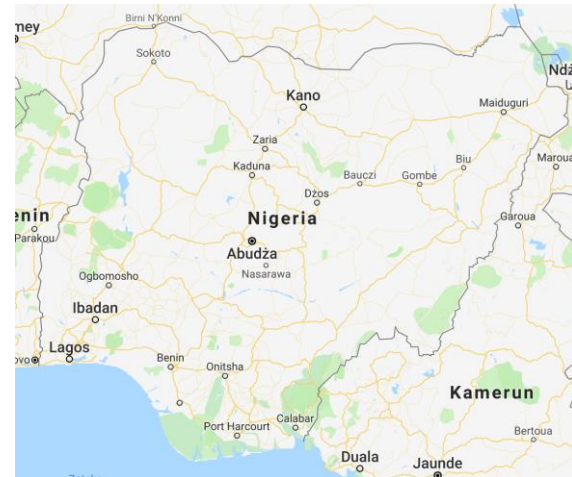 Birni N'Konni
mey
Sokoto
Ndż
Kano
Maiduguri
Zaria
Kaduna
Bauczi
Gombe
Biu
Maroua
Dżos
enin
Parakou
Nigeria
Garoua
Abudża
Nasarawa
Ogbomosho
Ibadan
Lagos
ovo
Benin
Onitsha
Kamerun
Port Harcourt
Calabar
Bertoua
Duala
Jaunde